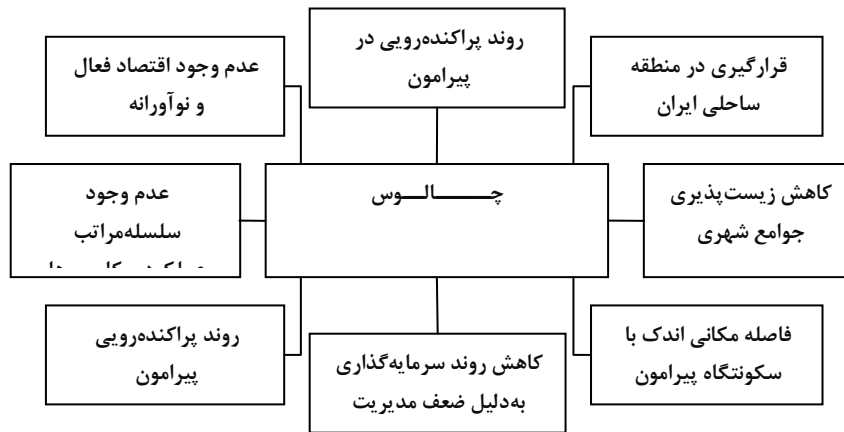 روند پراکنده‌رویی در
پیرامون
قرارگیری در منطقه
ساحلی ایران
عدم وجود اقتصاد فعال
و نوآورانه
کاهش زیست‌پذیری
جوامع شهری
چـــــالـــوس
عدم وجود
سلسله‌مراتب
فاصله مکانی اندک با
سکونتگاه پیرامون
کاهش روند سرمایه‌گذاری
به‌دلیل ضعف مدیریت
روند پراکنده‌رویی
پیرامون